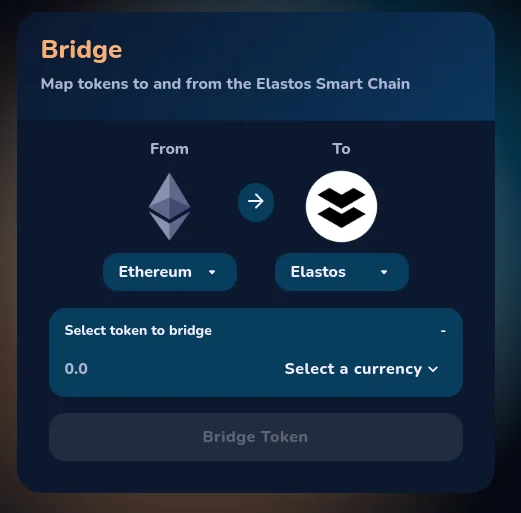 Bridge
Map tokens to and from the Elastos Smart Chain
From To
Ethereum Elastos
Select token to bridge -
0.0 Select a currency
Bridge Token